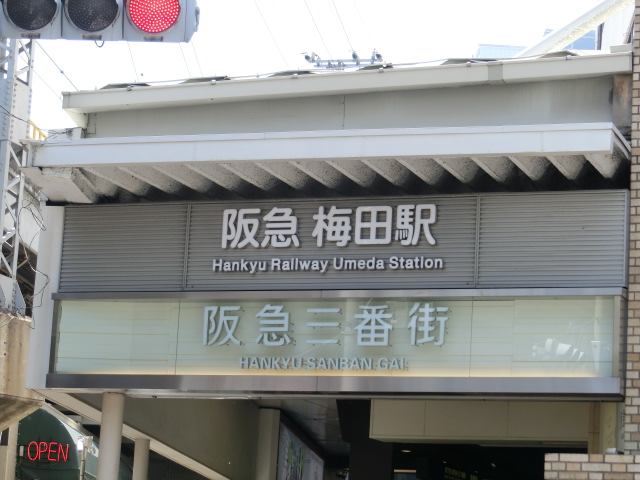 阪急 梅田駅
Hankyu Railway Umeda Station
阪急三番街
HANKYU SANBAN GAI
OPEN